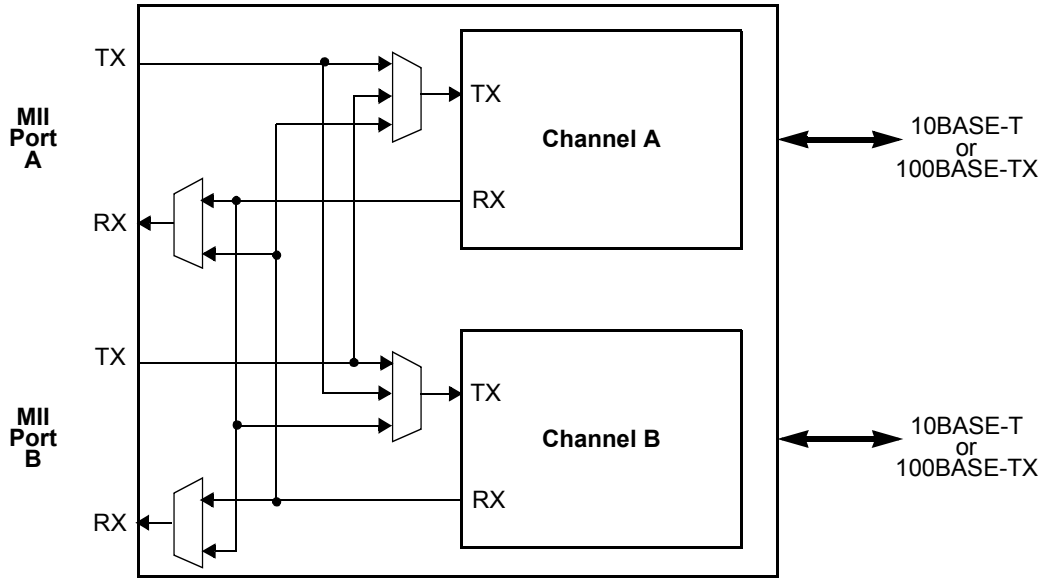 TX
MII
Port
A
RX
TX
Channel A
RX
10BASE-T
or
100BASE-TX
TX
MII
Port
B
RX
TX
Channel B
RX
10BASE-T
or
100BASE-TX